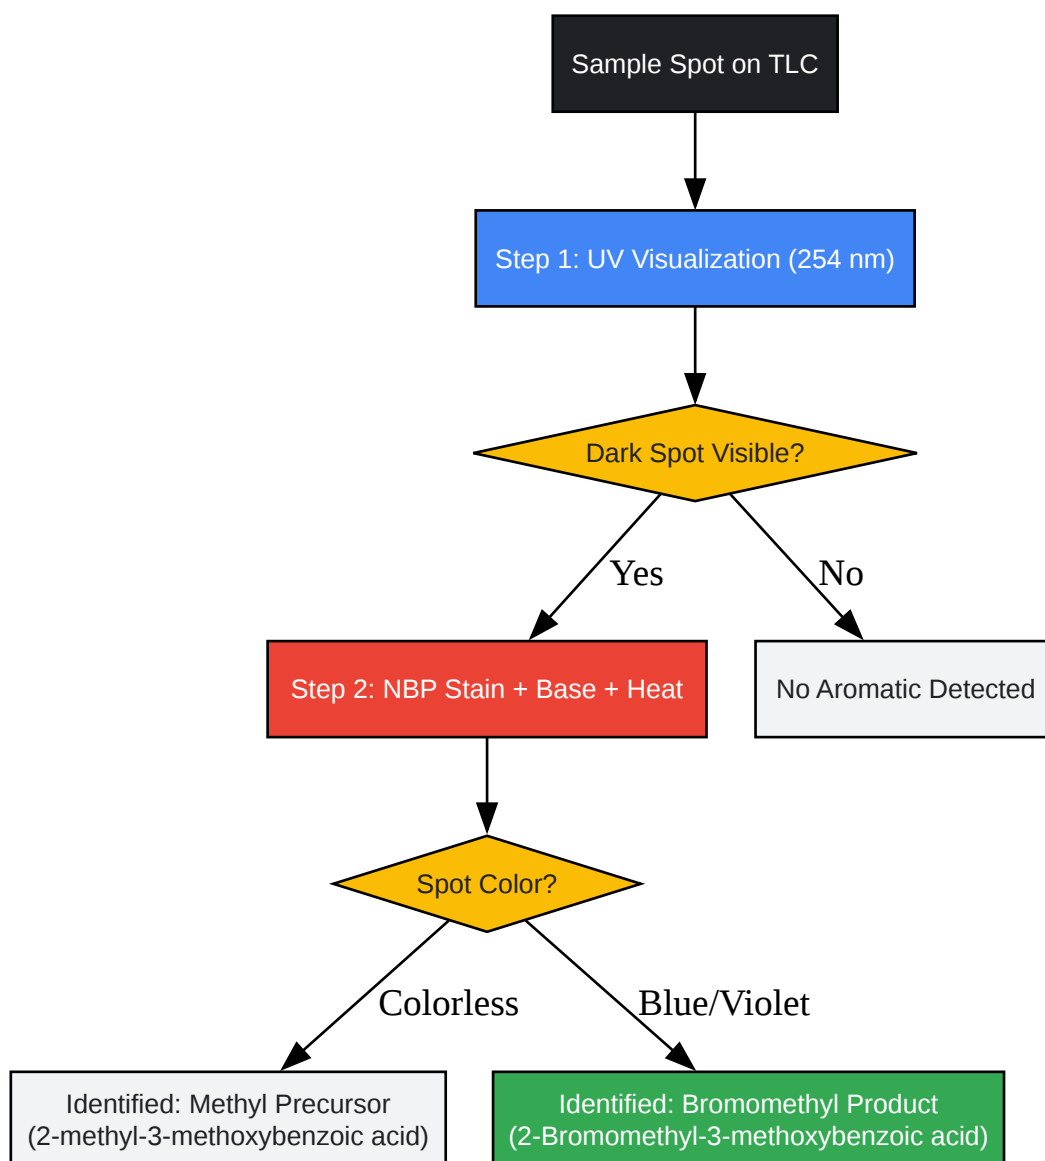 Sample Spot on TLC
Step 1: UV Visualization (254 nm)
Dark Spot Visible?
Yes
No
Step 2: NBP Stain + Base + Heat
No Aromatic Detected
Spot Color?
Colorless
Blue/Violet
Identified: Methyl Precursor
(2-methyl-3-methoxybenzoic acid)
Identified: Bromomethyl Product
(2-Bromomethyl-3-methoxybenzoic acid)